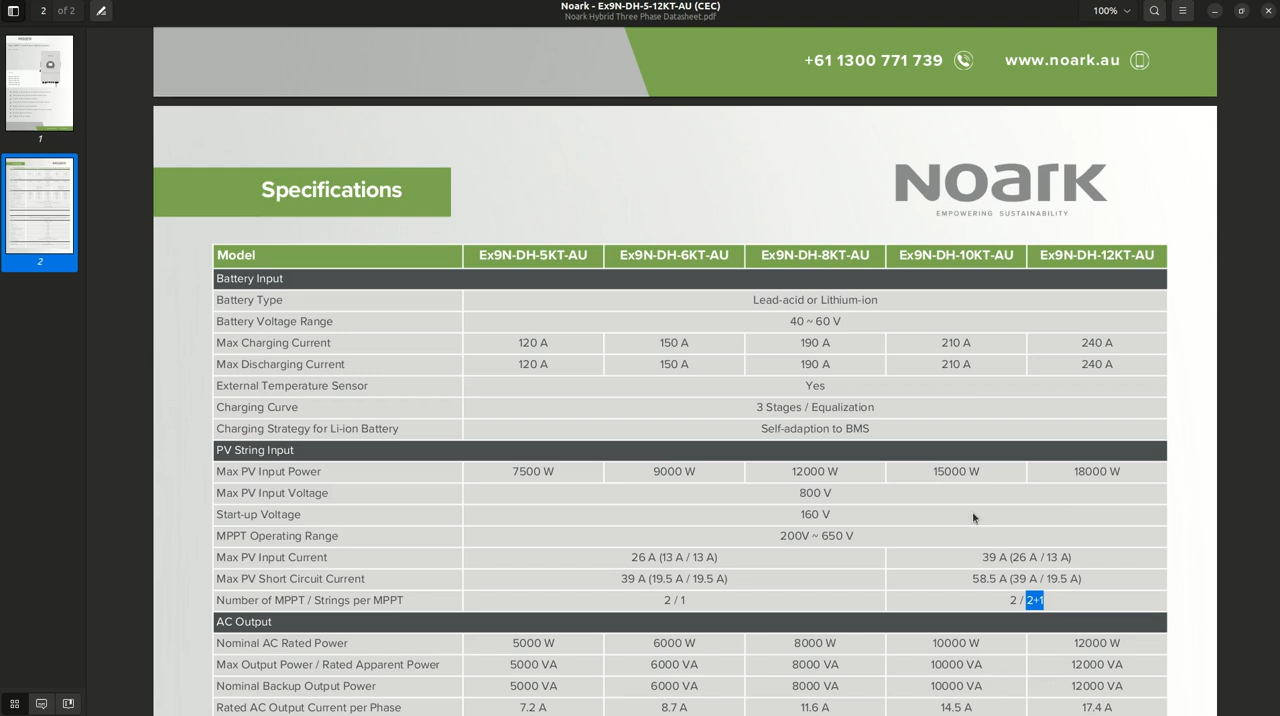 2 of 2
Noark - Ex9N-DH-5-12KT-AU (CEC)
Noark Hybrid Three Phase Datasheet.pdf
100%
+61 1300 771 739 www.noark.au
1
2
Specifications
NOARK
EMPOWERING SUSTAINABILITY
Model Ex9N-DH-5KT-AU Ex9N-DH-6KT-AU Ex9N-DH-8KT-AU Ex9N-DH-10KT-AU Ex9N-DH-12KT-AU
Battery Input
Battery Type Lead-acid or Lithium-ion
Battery Voltage Range 40 ~ 60 V
Max Charging Current 120 A 150 A 190 A 210 A 240 A
Max Discharging Current 120 A 150 A 190 A 210 A 240 A
External Temperature Sensor Yes
Charging Curve 3 Stages / Equalization
Charging Strategy for Li-ion Battery Self-adaption to BMS
PV String Input
Max PV Input Power 7500 W 9000 W 12000 W 15000 W 18000 W
Max PV Input Voltage 800 V
Start-up Voltage 160 V
MPPT Operating Range 200V ~ 650 V
Max PV Input Current 26 A (13 A / 13 A) 39 A (26 A / 13 A)
Max PV Short Circuit Current 39 A (19.5 A / 19.5 A) 58.5 A (39 A / 19.5 A)
Number of MPPT / Strings per MPPT 2 / 1 2 / 2+1
AC Output
Nominal AC Rated Power 5000 W 6000 W 8000 W 10000 W 12000 W
Max Output Power / Rated Apparent Power 5000 VA 6000 VA 8000 VA 10000 VA 12000 VA
Nominal Backup Output Power 5000 VA 6000 VA 8000 VA 10000 VA 12000 VA
Rated AC Output Current per Phase 7.2 A 8.7 A 11.6 A 14.5 A 17.4 A